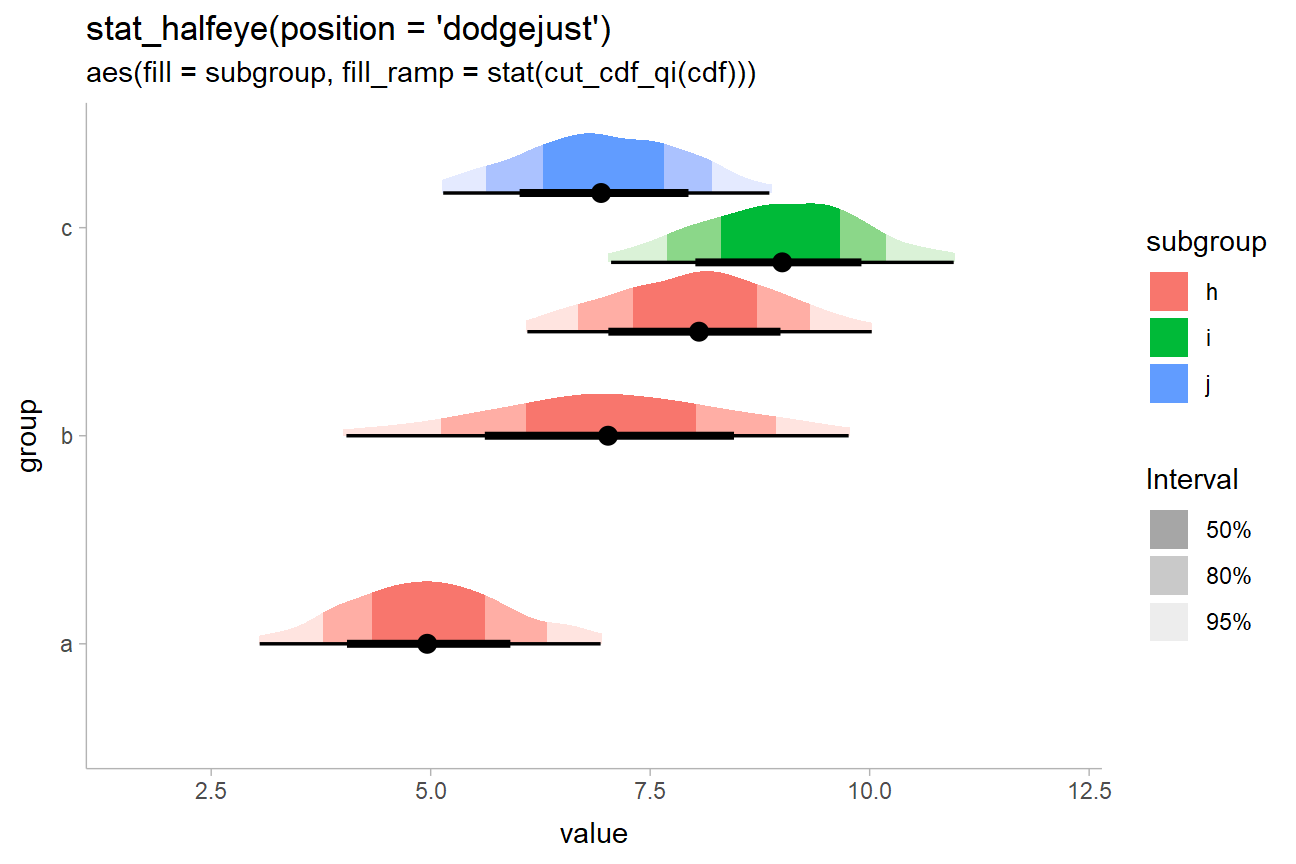 stat_halfeye(position = 'dodgejust')
aes(fill = subgroup, fill_ramp = stat(cut_cdf_qi(cdf)))
c
b
a
group
2.5
5.0
7.5
10.0
12.5
value
subgroup
h
i
j
Interval
50%
80%
95%